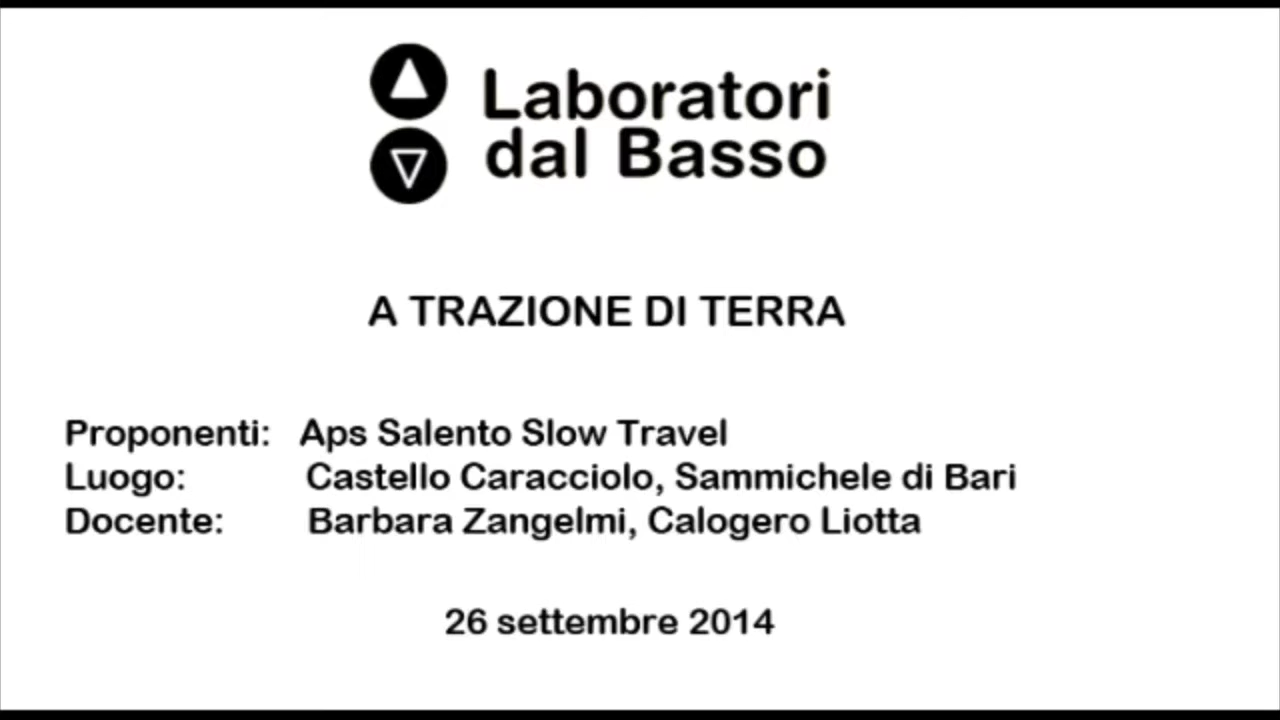 Laboratori
dal Basso
A TRAZIONE DI TERRA
Proponenti: Aps Salento Slow Travel
Luogo: Castello Caracciolo, Sammichele di Bari
Docente: Barbara Zangelmi, Calogero Liotta
26 settembre 2014